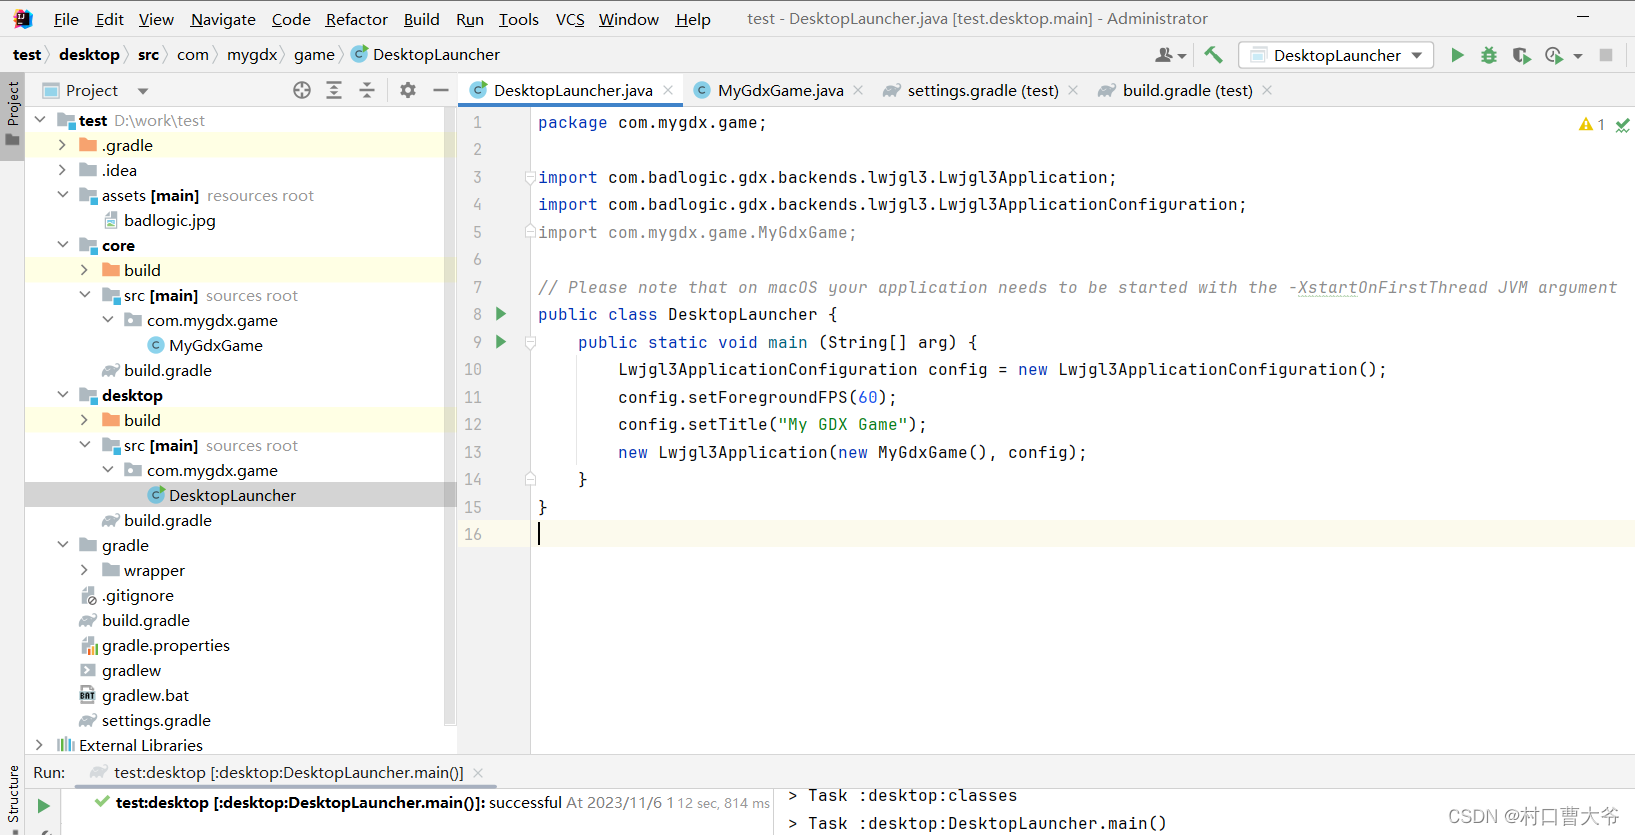 File Edit View Navigate Code Refactor Build Run Tools VCS Window Help test - DesktopLauncher.java [test.desktop.main] - Administrator
test desktop src com mygdx game DesktopLauncher DesktopLauncher
Project
Project
DesktopLauncher.java MyGdxGame.java settings.gradle (test) build.gradle (test)
test D:\work\test
.gradle
.idea
assets [main] resources root
badlogic.jpg
core
build
src [main] sources root
com.mygdx.game
MyGdxGame
build.gradle
desktop
build
src [main] sources root
com.mygdx.game
DesktopLauncher
build.gradle
gradle
wrapper
.gitignore
build.gradle
gradle.properties
gradlew
gradlew.bat
settings.gradle
External Libraries
1 package com.mygdx.game;
1
2
3 import com.badlogic.gdx.backends.lwjgl3.Lwjgl3Application;
4 import com.badlogic.gdx.backends.lwjgl3.Lwjgl3ApplicationConfiguration;
5 import com.mygdx.game.MyGdxGame;
6
7 // Please note that on macOS your application needs to be started with the -XstartOnFirstThread JVM argument
8 public class DesktopLauncher {
9 public static void main (String[] arg) {
10 Lwjgl3ApplicationConfiguration config = new Lwjgl3ApplicationConfiguration();
11 config.setForegroundFPS(60);
12 config.setTitle("My GDX Game");
13 new Lwjgl3Application(new MyGdxGame(), config);
14 }
15 }
16
Structure
Run: test:desktop [:desktop:DesktopLauncher.main()]
test:desktop [:desktop:DesktopLauncher.main()]: successful At 2023/11/6 1 12 sec, 814 ms
> Task :desktop:classes
> Task :desktop:DesktopLauncher.main()
CSDN @村口曹大爷